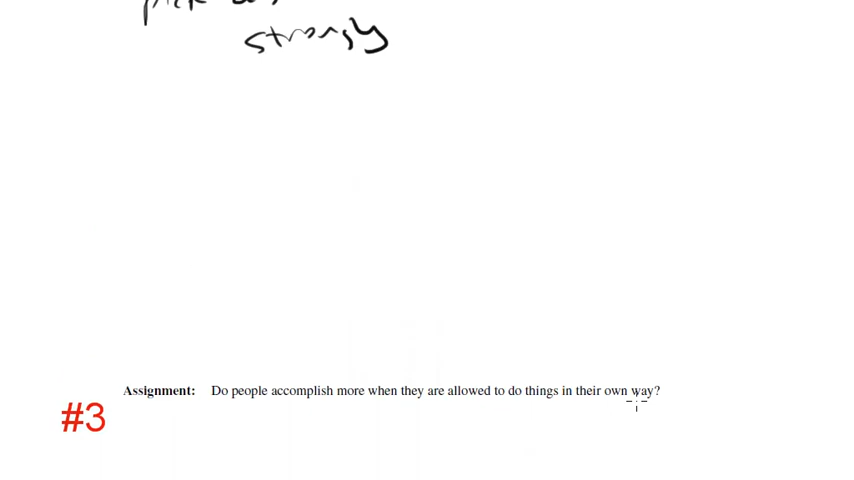 strongly
Assignment: Do people accomplish more when they are allowed to do things in their own way?
#3